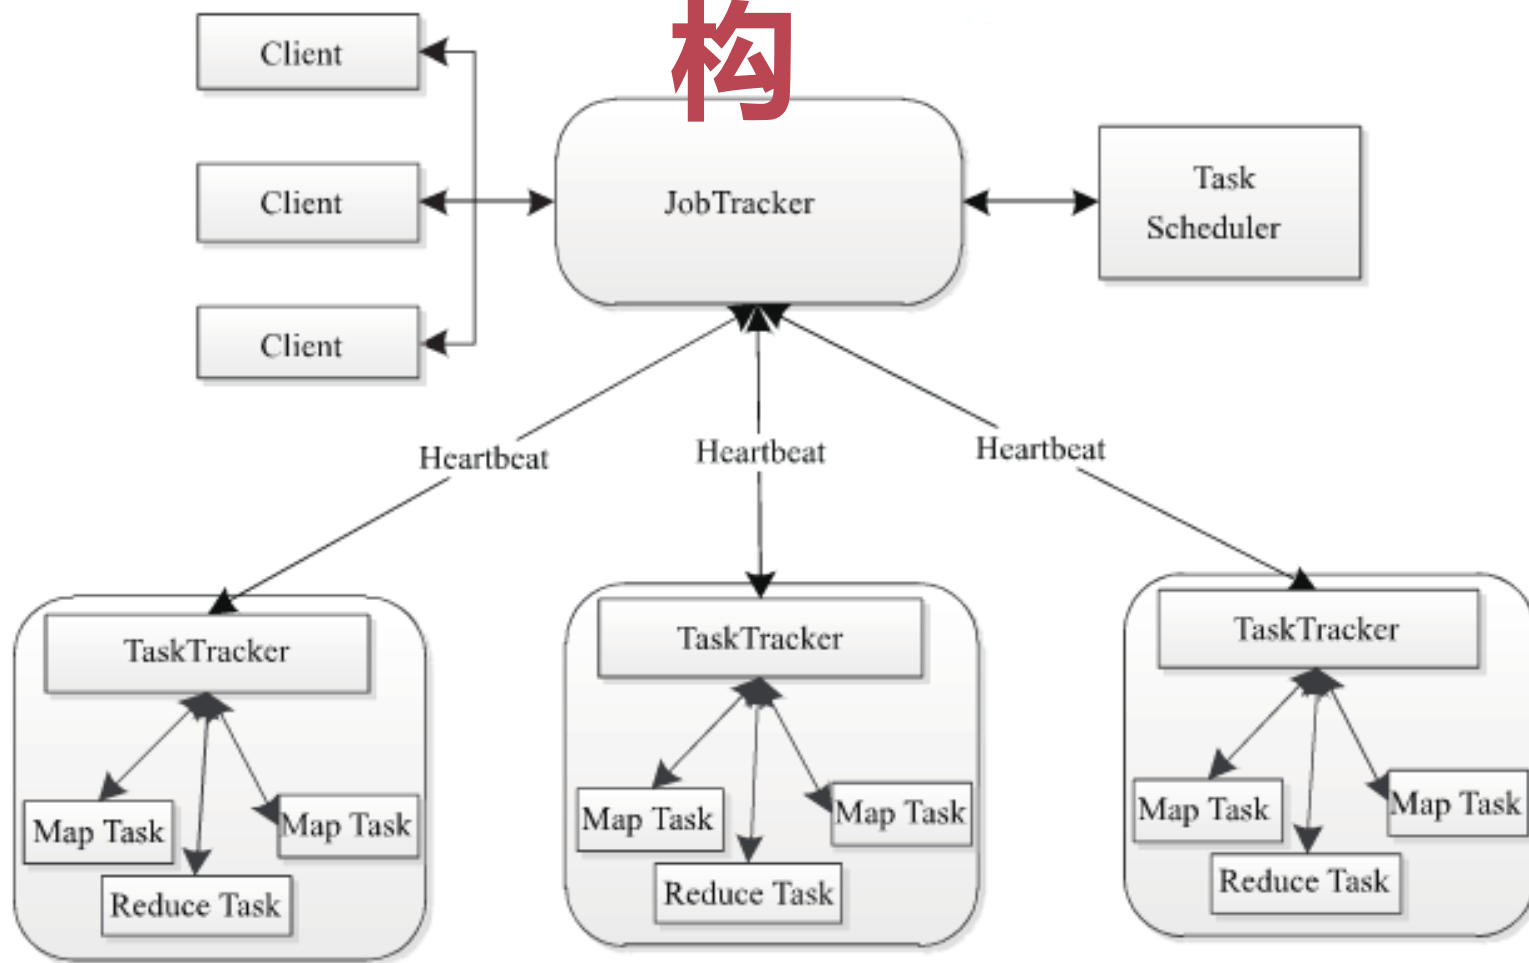 构
Client
Client
Client
JobTracker
Task
Scheduler
Heartbeat
Heartbeat
Heartbeat
TaskTracker
Map Task
Map Task
Reduce Task
TaskTracker
Map Task
Map Task
Reduce Task
TaskTracker
Map Task
Map Task
Reduce Task